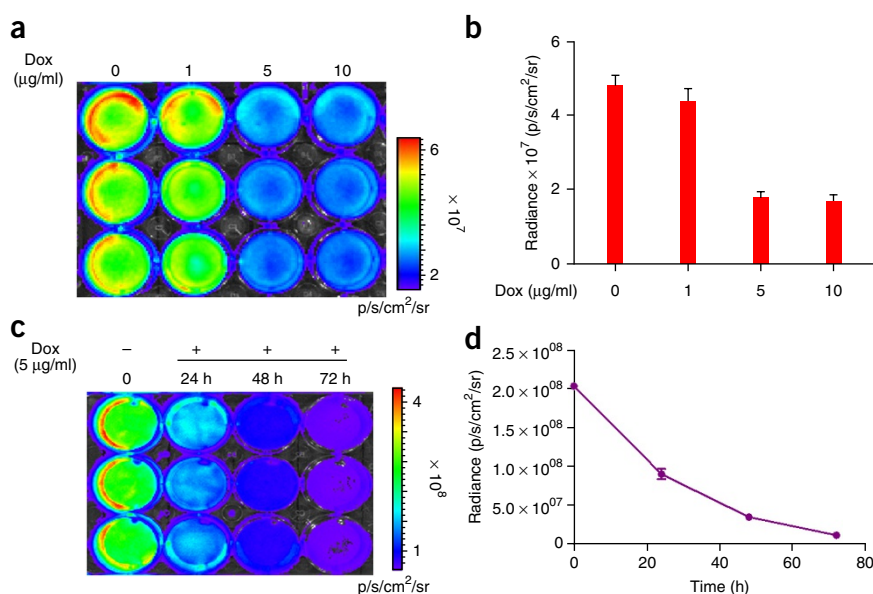 a
Dox
(μg/ml)
0 1 5 10
6
× 10⁷
2
p/s/cm²/sr
b
6
4
2
0
Radiance × 10⁷ (p/s/cm²/sr)
Dox (μg/ml) 0 1 5 10
c
Dox
(5 μg/ml)
– + + +
0 24 h 48 h 72 h
4
× 10⁸
1
p/s/cm²/sr
d
2.5 × 10⁰⁸
2.0 × 10⁰⁸
1.5 × 10⁰⁸
1.0 × 10⁰⁸
5.0 × 10⁰⁷
0
Radiance (p/s/cm²/sr)
0 20 40 60 80
Time (h)